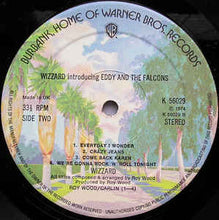 BURBANK, HOME OF WARNER BROS. RECORDS
WIZZARD introducing EDDY AND THE FALCONS
Made in UK
33⅓ RPM
SIDE TWO
K 56029
℗ 1974
K 56029 B
STEREO
1. EVERYDAY I WONDER
2. CRAZY JEANS
3. COME BACK KAREN
4. WE'RE GONNA ROCK 'N' ROLL TONIGHT
WIZZARD
All titles composed & arranged by Roy Wood
Produced by Roy Wood
ROY WOOD/CARLIN (1—4)